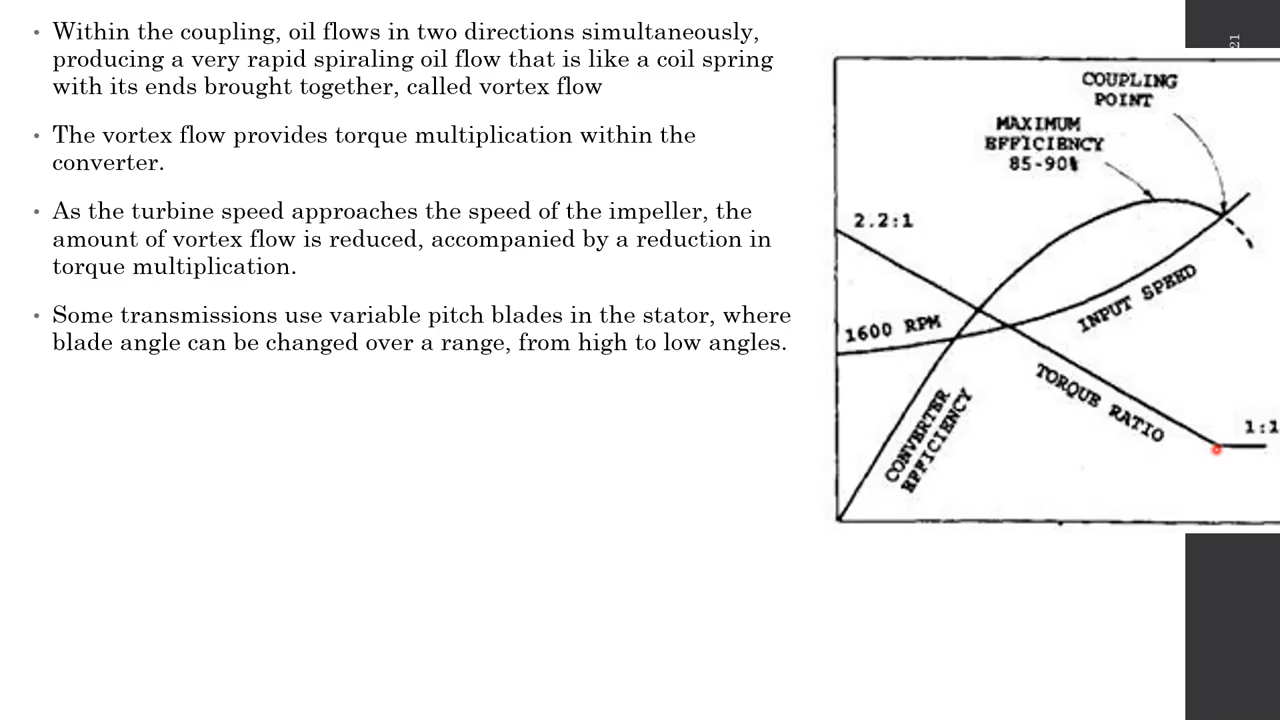 • Within the coupling, oil flows in two directions simultaneously,
producing a very rapid spiraling oil flow that is like a coil spring
with its ends brought together, called vortex flow
• The vortex flow provides torque multiplication within the
converter.
• As the turbine speed approaches the speed of the impeller, the
amount of vortex flow is reduced, accompanied by a reduction in
torque multiplication.
• Some transmissions use variable pitch blades in the stator, where
blade angle can be changed over a range, from high to low angles.
21
COUPLING
POINT
MAXIMUM
EFFICIENCY
85-90%
2.2:1
1600 RPM
INPUT SPEED
TORQUE RATIO
CONVERTER
EFFICIENCY
1:1